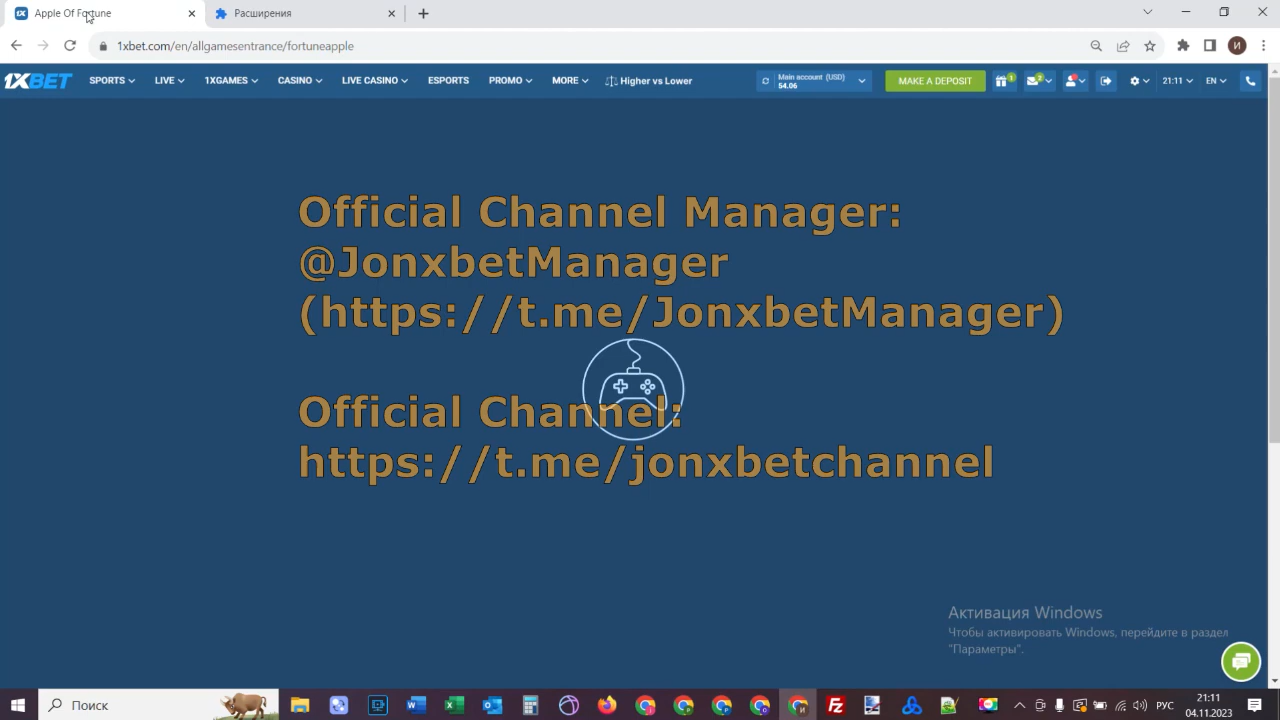 Apple Of Fortune
Расширения
1xbet.com/en/allgamesentrance/fortuneapple
И
1XBET
SPORTS
LIVE
1XGAMES
CASINO
LIVE CASINO
ESPORTS
PROMO
MORE
Higher vs Lower
Main account (USD)
54.06
MAKE A DEPOSIT
1
2
21:11
EN
Official Channel Manager:
@JonxbetManager
(https://t.me/JonxbetManager)
Official Channel:
https://t.me/jonxbetchannel
Активация Windows
Чтобы активировать Windows, перейдите в раздел
"Параметры".
Поиск
РУС
21:11
04.11.2023